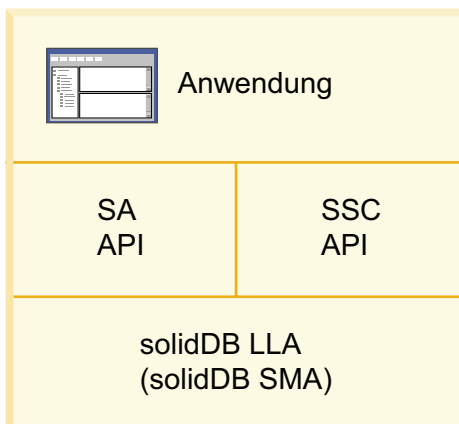 Anwendung
SA
API
SSC
API
solidDB LLA
(solidDB SMA)